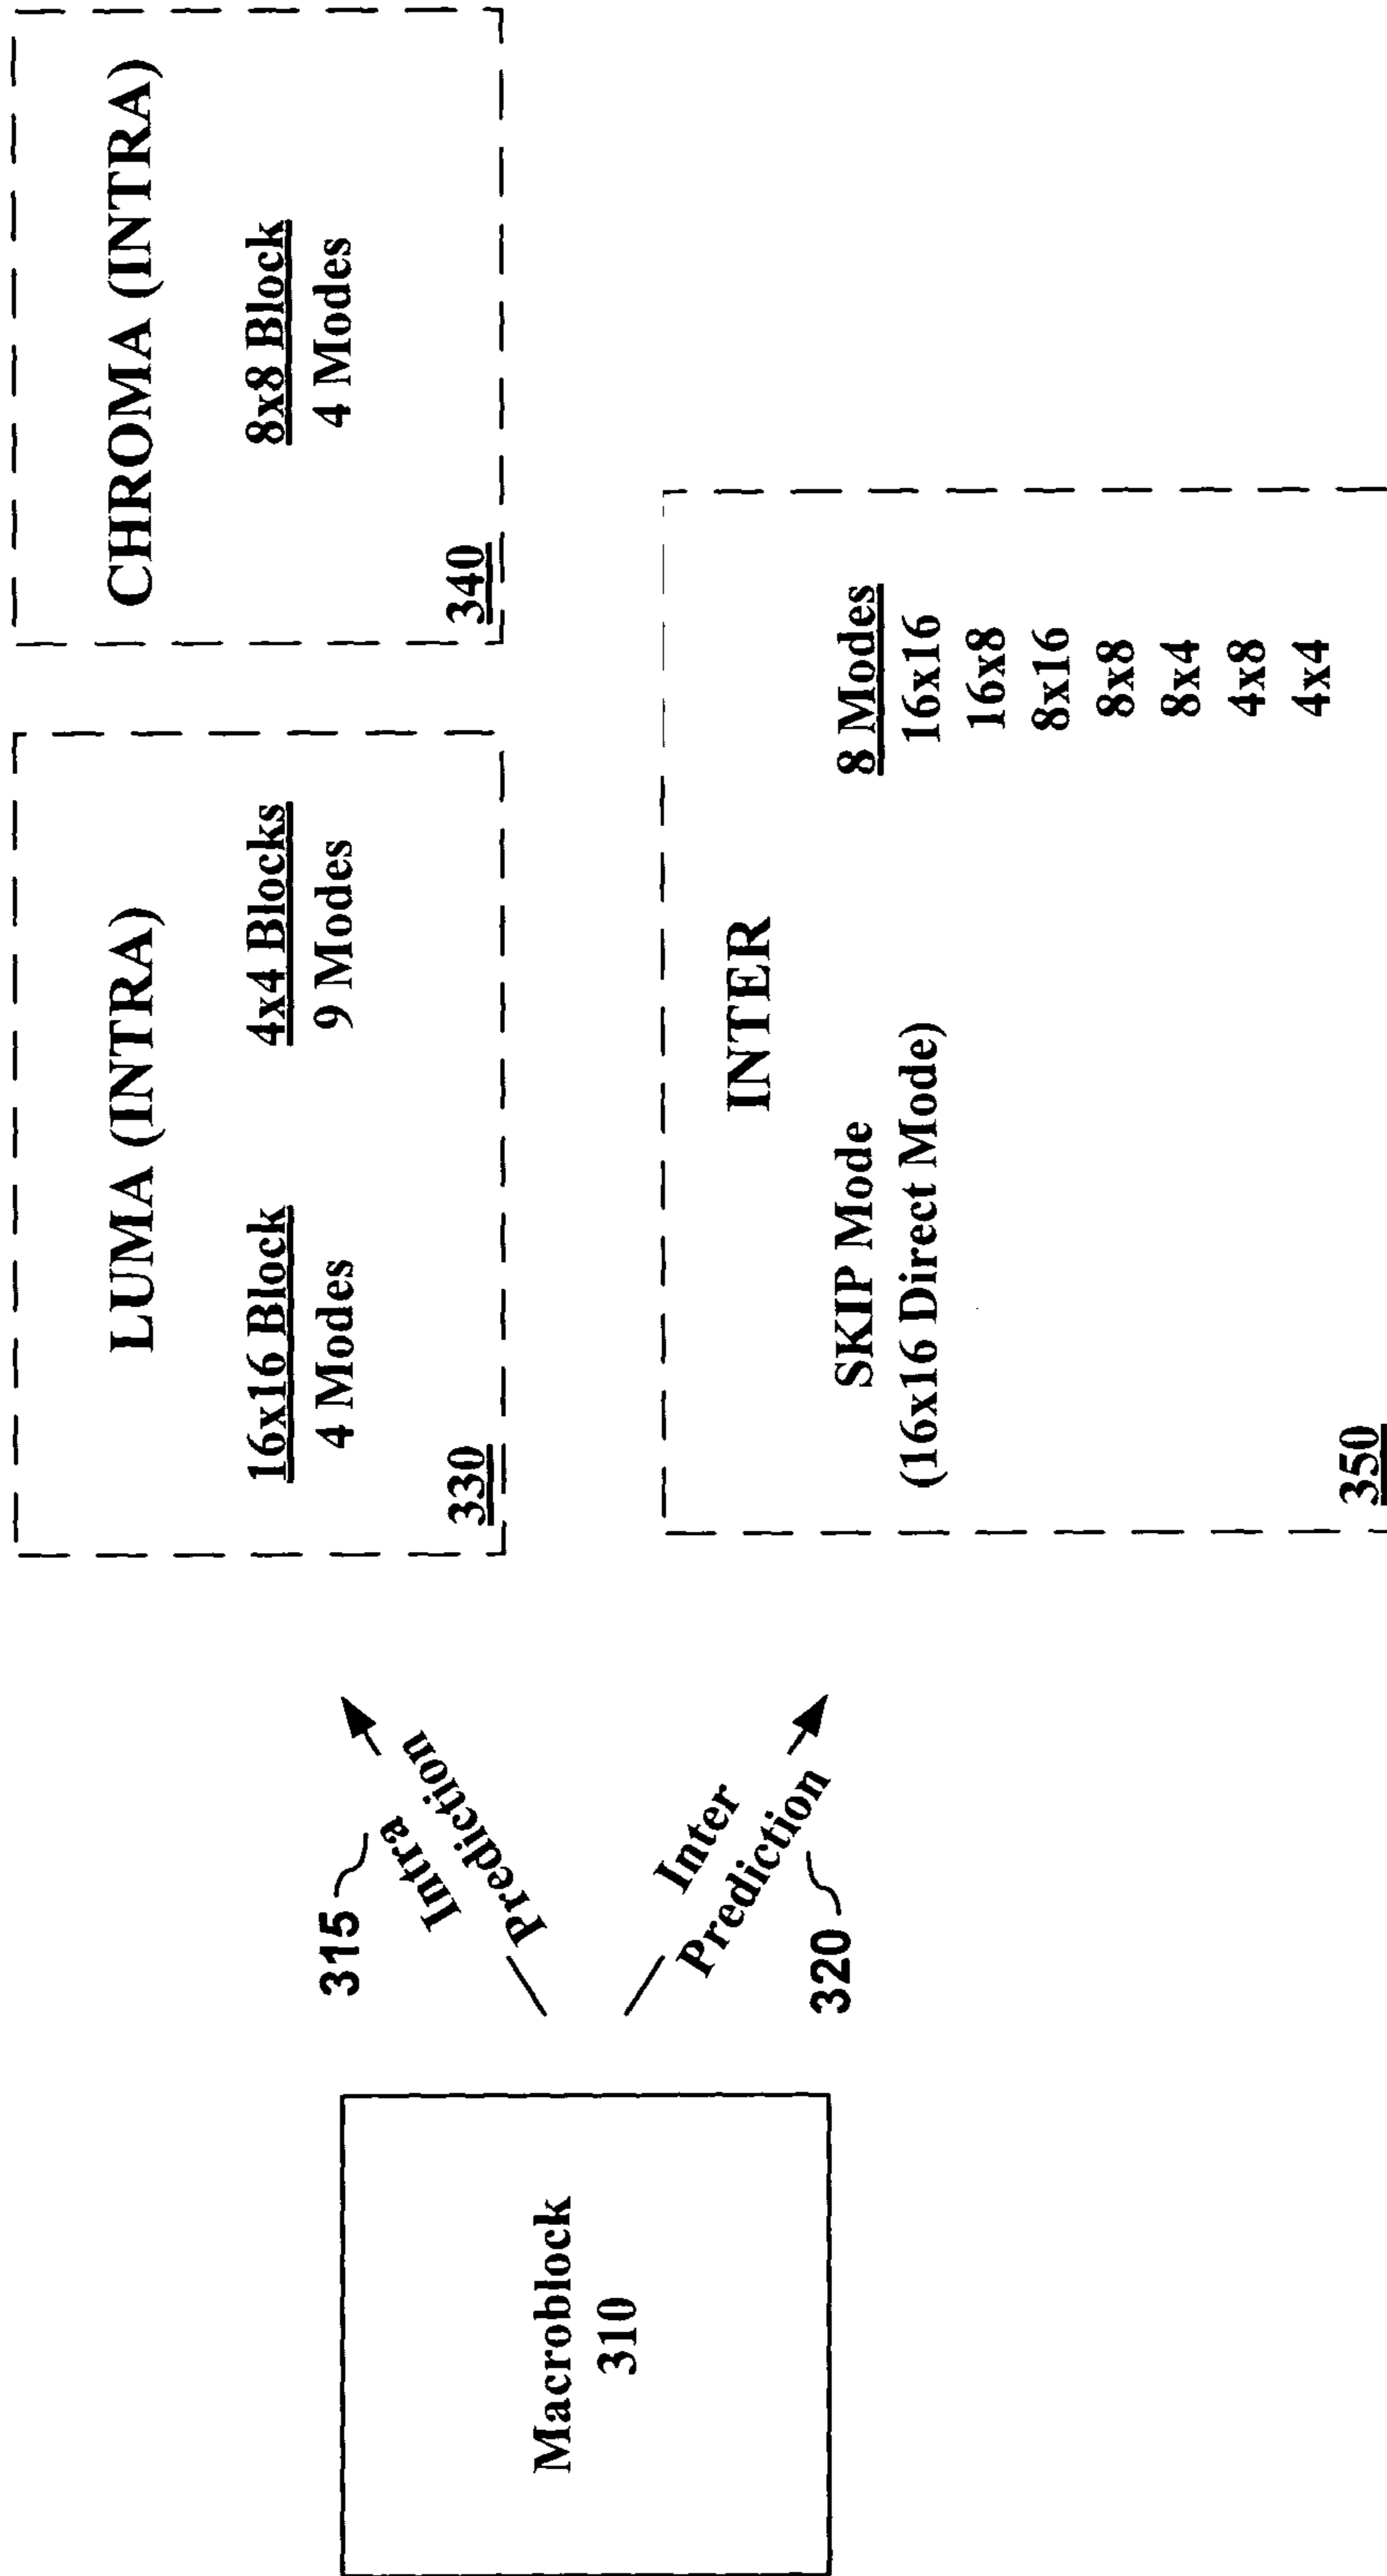 Macroblock
310
315
Intra
Prediction
Inter
Prediction
320
LUMA (INTRA)
16x16 Block
4 Modes
4x4 Blocks
9 Modes
330
CHROMA (INTRA)
8x8 Block
4 Modes
340
INTER
SKIP Mode
(16x16 Direct Mode)
8 Modes
16x16
16x8
8x16
8x8
8x4
4x8
4x4
350